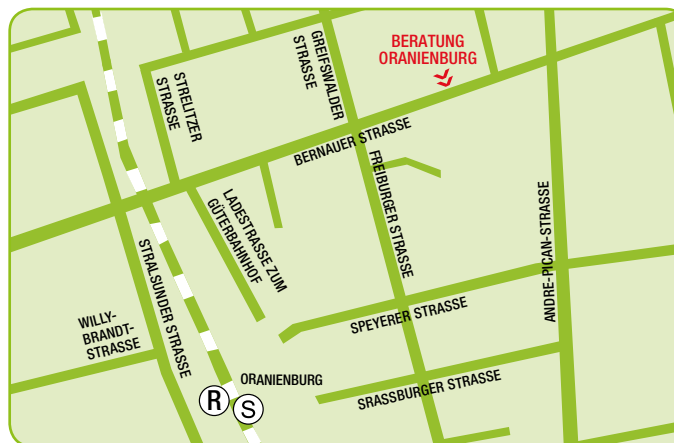 BERATUNG
ORANIENBURG
GREIFSWALDER
STRASSE
STRELITZER
STRASSE
BERNAUER STRASSE
FREIBURGER STRASSE
LADESTRASSE ZUM
GÜTERBAHNHOF
ANDRE-PICAN-STRASSE
STRALSUNDER STRASSE
WILLY-
BRANDT-
STRASSE
SPEYERER STRASSE
ORANIENBURG
SRASSBURGER STRASSE
R S